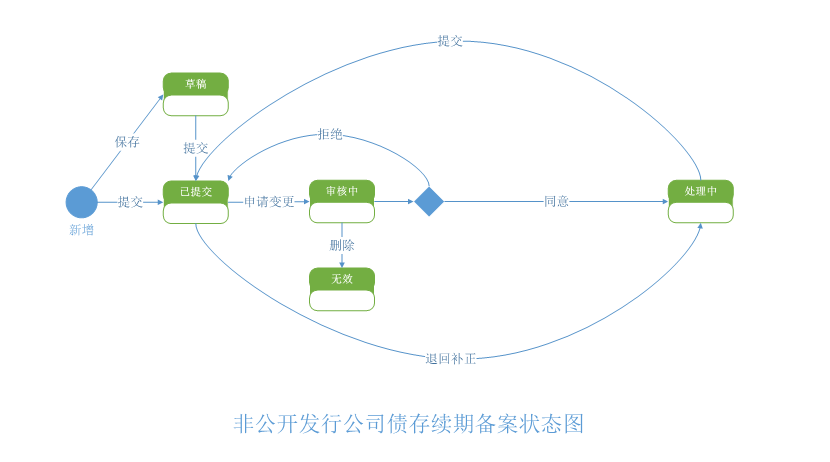 提交
草稿
拒绝
保存
提交
已提交
审核中
处理中
提交
申请变更
同意
新增
删除
无效
退回补正
非公开发行公司债存续期备案状态图